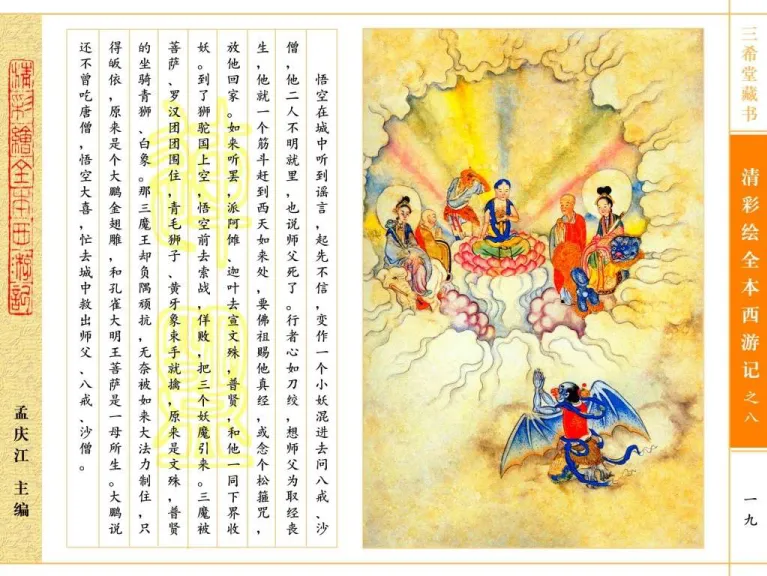 三希堂藏书
清彩绘全本西游记之八
一九
悟空在城中听到谣言，起先不信，变作一个小妖混进去问八戒、沙
僧，他二人不明就里，也说师父死了。行者心如刀绞，想师父为取经丧
生，他就一个筋斗赶到西天如来处，要佛祖赐他真经，或念个松箍咒，
放他回家。如来听罢，派阿傩、迦叶去宣文殊，普贤，和他一同下界收
妖。到了狮驼国上空，悟空前去索战，佯败，把三个妖魔引来。三魔被
菩萨、罗汉团团围住，青毛狮子、黄牙象束手就擒，原来是文殊，普贤
的坐骑青狮、白象。那三魔王却负隅顽抗，无奈被如来大法力制住，只
得皈依，原来是个大鹏金翅雕，和孔雀大明王菩萨是一母所生。大鹏说
还不曾吃唐僧，悟空大喜，忙去城中救出师父、八戒、沙僧。
清彩繪全本西游記
孟庆江 主编